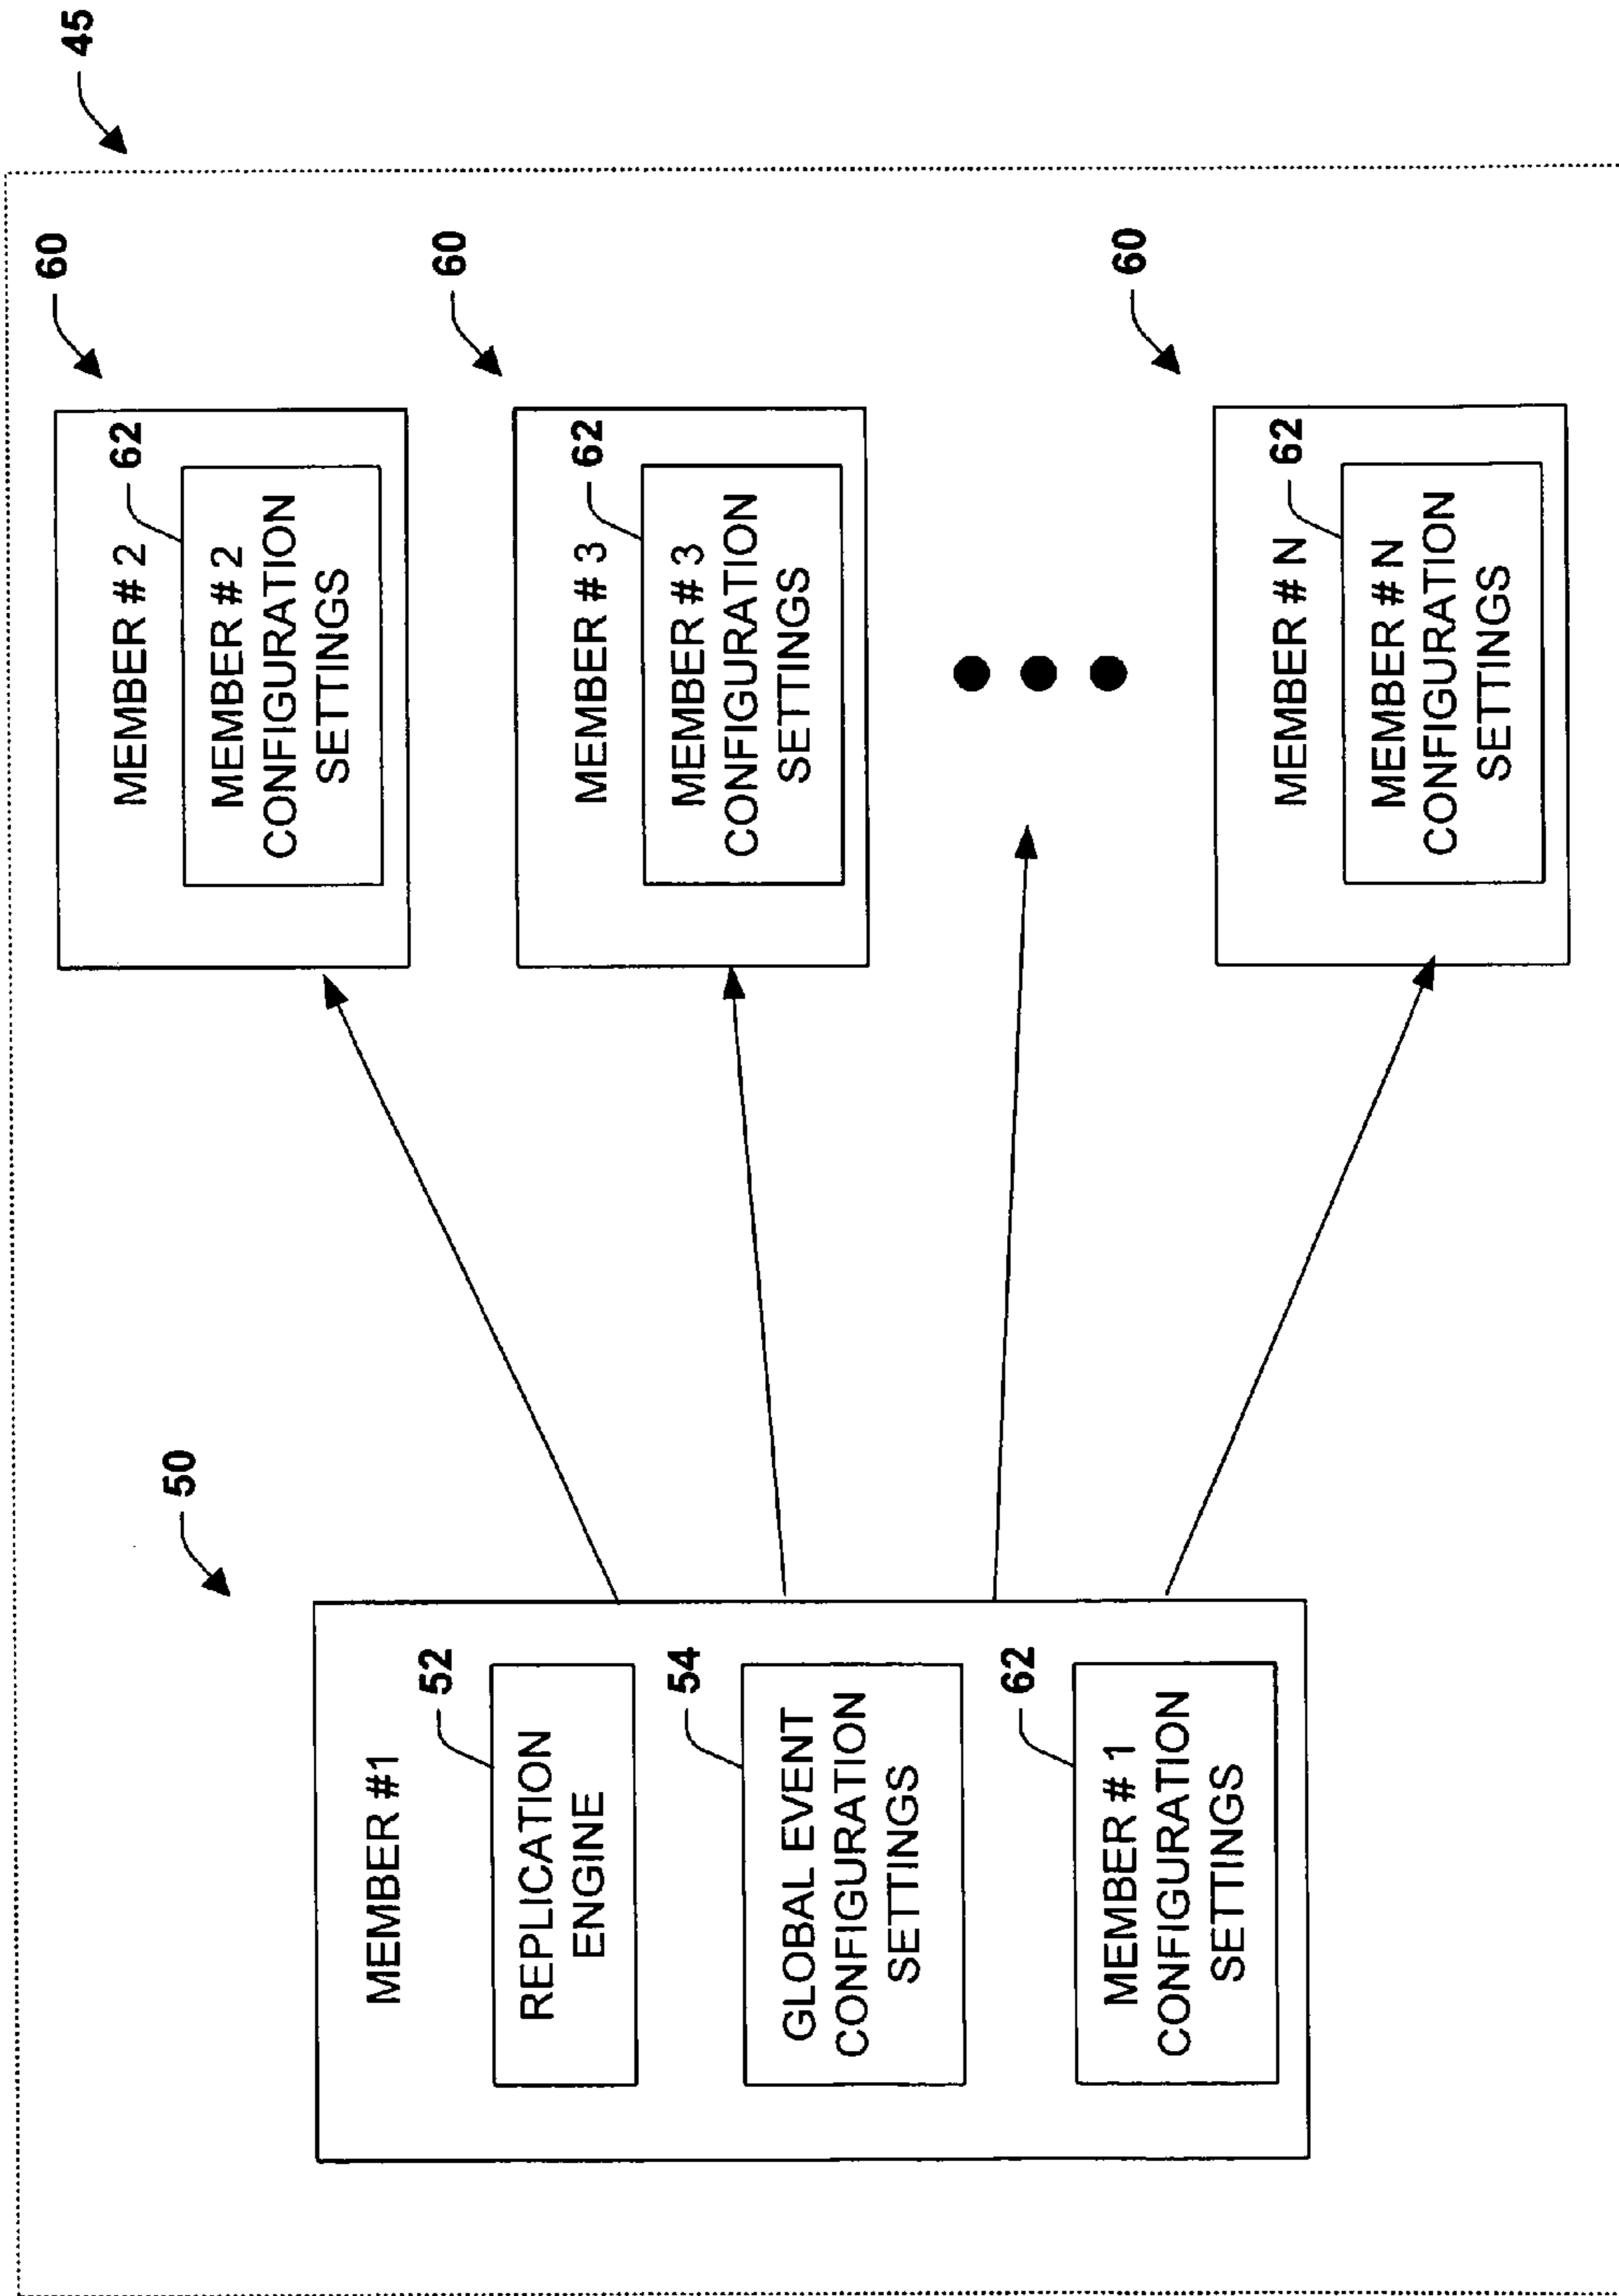 45
50
MEMBER #1
52
REPLICATION
ENGINE
54
GLOBAL EVENT
CONFIGURATION
SETTINGS
62
MEMBER # 1
CONFIGURATION
SETTINGS
60
MEMBER # 2
62
MEMBER # 2
CONFIGURATION
SETTINGS
60
MEMBER # 3
62
MEMBER # 3
CONFIGURATION
SETTINGS
60
MEMBER # N
62
MEMBER # N
CONFIGURATION
SETTINGS